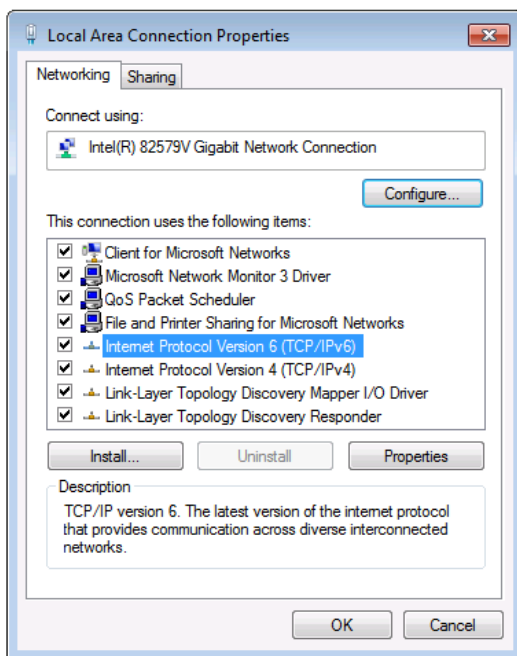 Local Area Connection Properties
Networking
Sharing
Connect using:
Intel(R) 82579V Gigabit Network Connection
Configure...
This connection uses the following items:
Client for Microsoft Networks
Microsoft Network Monitor 3 Driver
QoS Packet Scheduler
File and Printer Sharing for Microsoft Networks
Internet Protocol Version 6 (TCP/IPv6)
Internet Protocol Version 4 (TCP/IPv4)
Link-Layer Topology Discovery Mapper I/O Driver
Link-Layer Topology Discovery Responder
Install...
Uninstall
Properties
Description
TCP/IP version 6. The latest version of the internet protocol
that provides communication across diverse interconnected
networks.
OK
Cancel